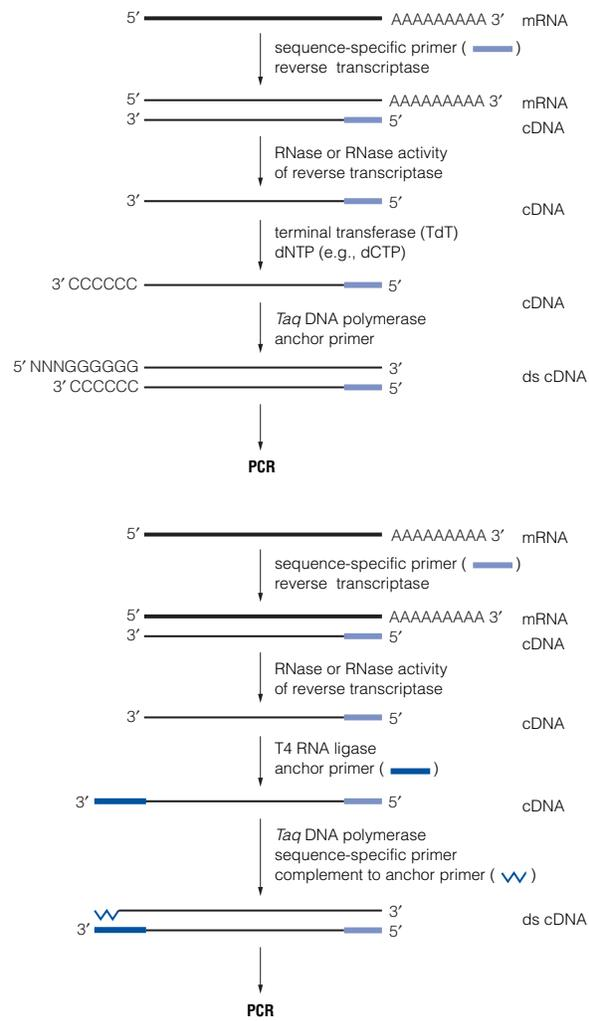 5′ AAAAAAAAA 3′ mRNA
sequence-specific primer ( )
reverse transcriptase
5′ AAAAAAAAA 3′ mRNA
3′ 5′ cDNA
RNase or RNase activity
of reverse transcriptase
3′ 5′ cDNA
terminal transferase (TdT)
dNTP (e.g., dCTP)
3′ CCCCCC 5′ cDNA
Taq DNA polymerase
anchor primer
5′ NNNGGGGGG 3′
3′ CCCCCC 5′ ds cDNA
PCR
5′ AAAAAAAAA 3′ mRNA
sequence-specific primer ( )
reverse transcriptase
5′ AAAAAAAAA 3′ mRNA
3′ 5′ cDNA
RNase or RNase activity
of reverse transcriptase
3′ 5′ cDNA
T4 RNA ligase
anchor primer ( )
3′ 5′ cDNA
Taq DNA polymerase
sequence-specific primer
complement to anchor primer ( )
3′
3′ 5′ ds cDNA
PCR